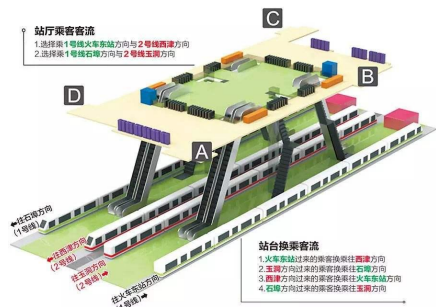 C
站厅乘客客流
1.选择乘1号线火车东站方向与2号线西津方向
2.选择乘1号线石埠方向与2号线玉洞方向
B
D
A
往石埠方向
(1号线)
往西津方向
(2号线)
往玉洞方向
(2号线)
往火车东站方向
(1号线)
站台换乘客流
1.火车东站方向过来的乘客换乘往西津方向
2.玉洞方向过来的乘客换乘往石埠方向
3.西津方向过来的乘客换乘往火车东站方向
4.石埠方向过来的乘客换乘往玉洞方向